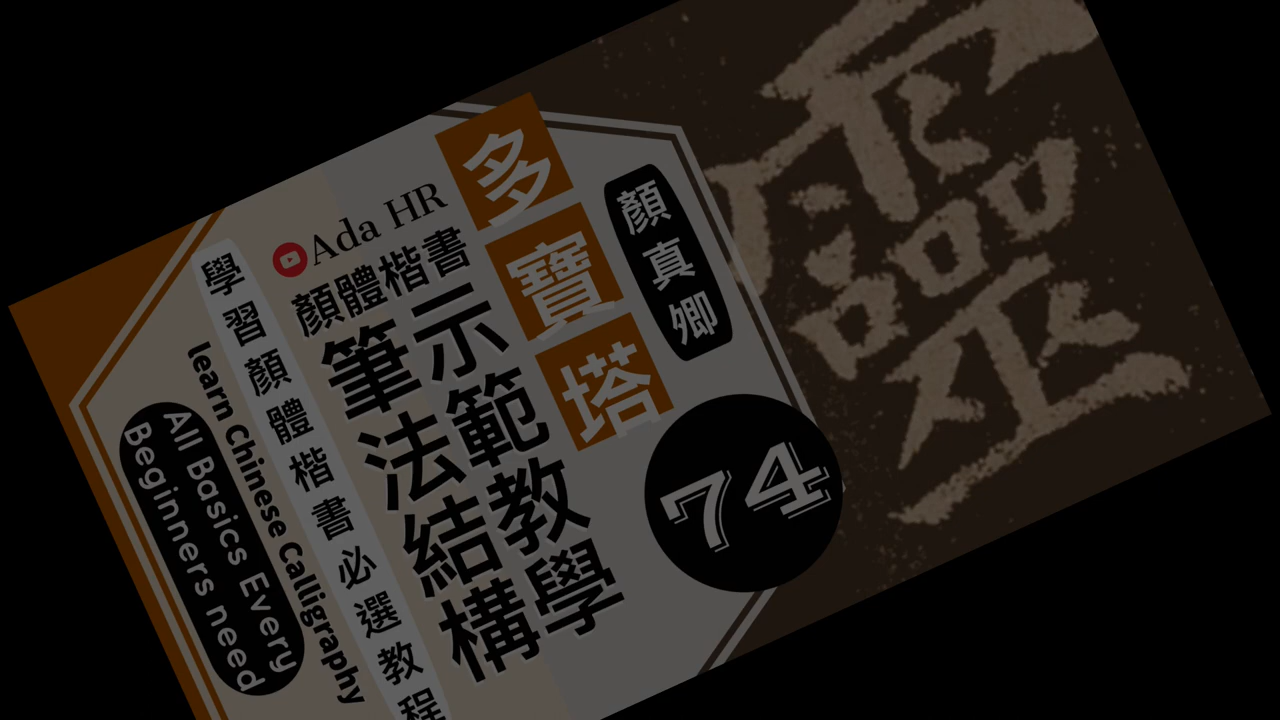 靈
顏真卿
多寶塔
74
Ada HR
顏體楷書
示範教學
筆法結構
學習顏體楷書必選教程
learn Chinese Calligraphy
All Basics Every
Beginners need